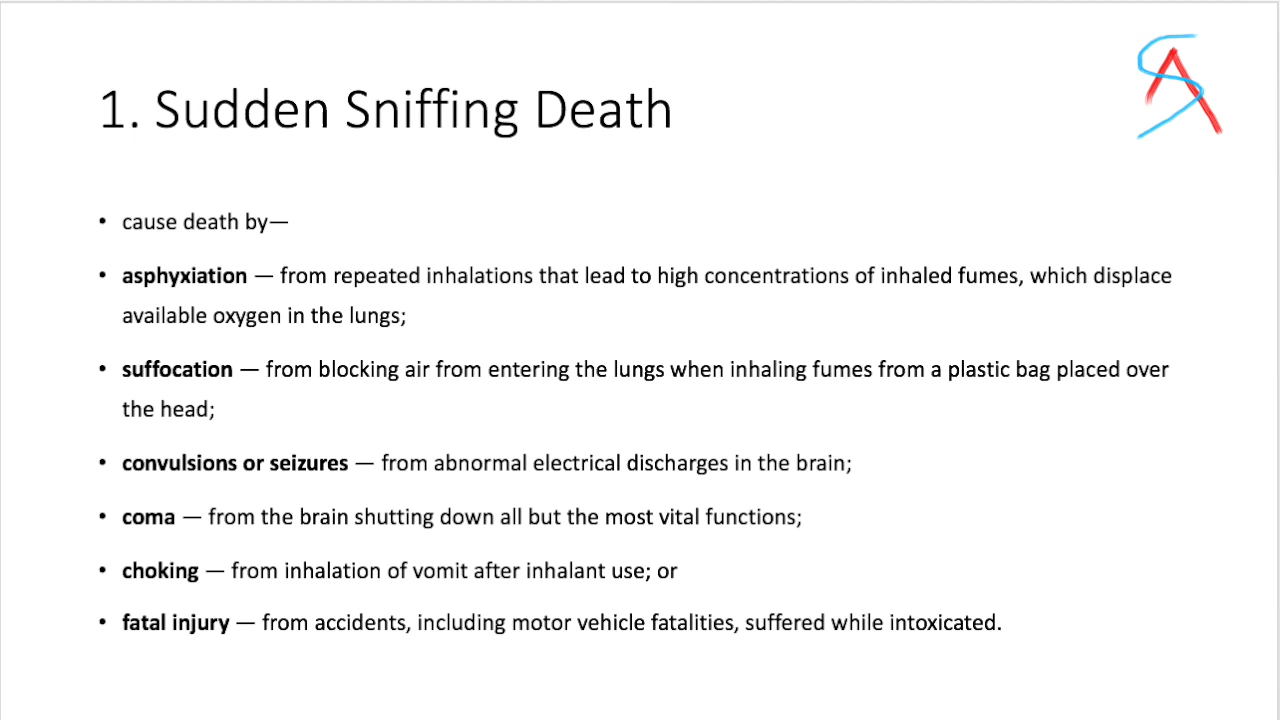 1. Sudden Sniffing Death
SA
• cause death by—
• asphyxiation — from repeated inhalations that lead to high concentrations of inhaled fumes, which displace
available oxygen in the lungs;
• suffocation — from blocking air from entering the lungs when inhaling fumes from a plastic bag placed over
the head;
• convulsions or seizures — from abnormal electrical discharges in the brain;
• coma — from the brain shutting down all but the most vital functions;
• choking — from inhalation of vomit after inhalant use; or
• fatal injury — from accidents, including motor vehicle fatalities, suffered while intoxicated.